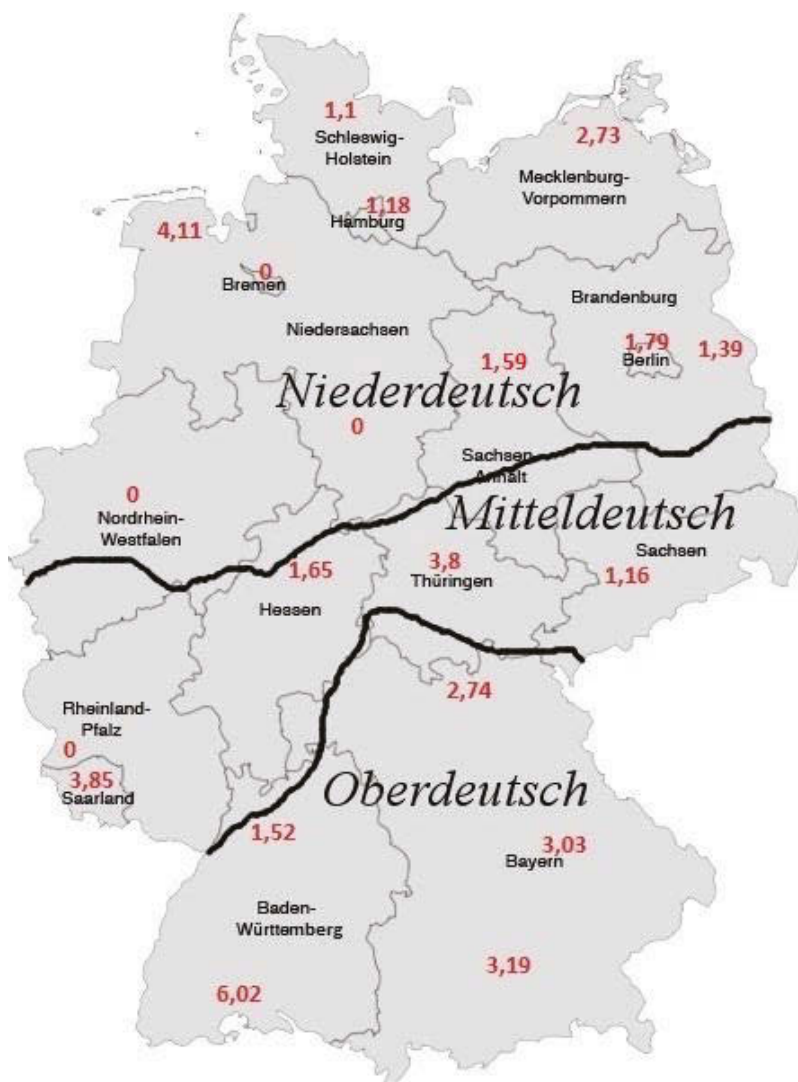 1,1
Schleswig-
Holstein
2,73
Mecklenburg-
Vorpommern
1,18
Hamburg
4,11
0
Bremen
Niedersachsen
Brandenburg
1,79
Berlin
1,39
1,59
Niederdeutsch
0
Sachsen
Anhalt
0
Nordrhein-
Westfalen
Mitteldeutsch
Sachsen
1,16
3,8
Thüringen
1,65
Hessen
2,74
Rheinland-
Pfalz
0
3,85
Saarland
Oberdeutsch
1,52
3,03
Bayern
Baden-
Württemberg
3,19
6,02